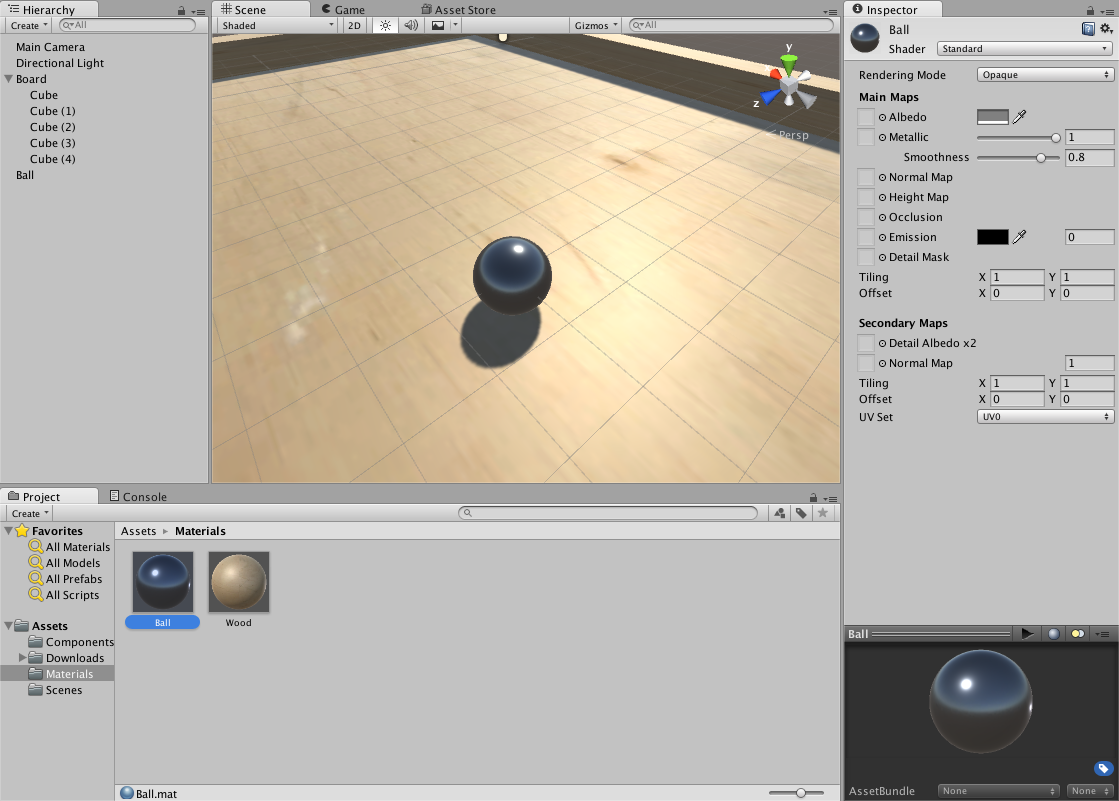 Hierarchy
Create
All
Main Camera
Directional Light
Board
Cube
Cube (1)
Cube (2)
Cube (3)
Cube (4)
Ball
Scene
Game
Asset Store
Shaded
2D
Gizmos
All
y
z
Persp
Inspector
Ball
Shader Standard
Rendering Mode Opaque
Main Maps
Albedo
Metallic 1
Smoothness 0.8
Normal Map
Height Map
Occlusion
Emission 0
Detail Mask
Tiling X 1 Y 1
Offset X 0 Y 0
Secondary Maps
Detail Albedo x2
Normal Map 1
Tiling X 1 Y 1
Offset X 0 Y 0
UV Set UV0
Project
Console
Create
Favorites
All Materials
All Models
All Prefabs
All Scripts
Assets
Components
Downloads
Materials
Scenes
Assets Materials
Ball
Wood
Ball.mat
Ball
AssetBundle None None